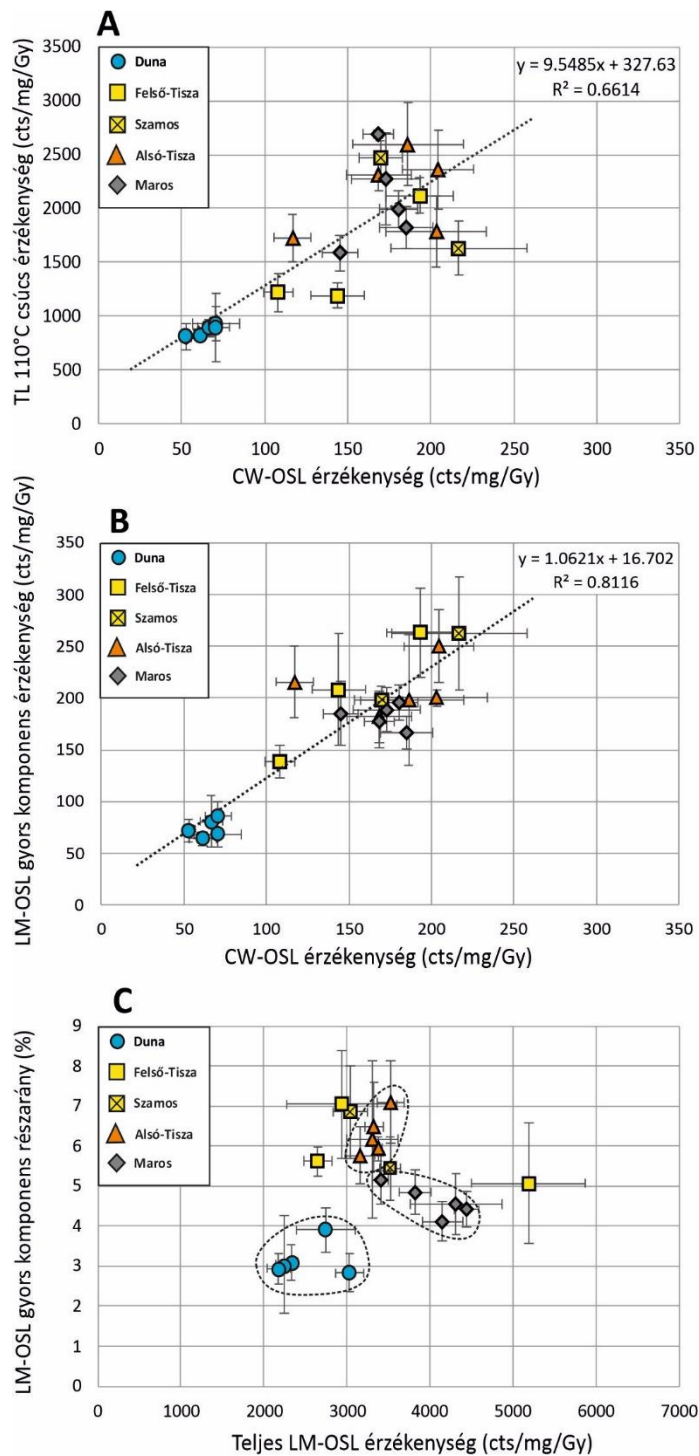 A
TL 110°C csúcs érzékenység (cts/mg/Gy)
3500
3000
2500
2000
1500
1000
500
0
Duna
Felső-Tisza
Szamos
Alsó-Tisza
Maros
y = 9.5485x + 327.63
R² = 0.6614
0 50 100 150 200 250 300 350
CW-OSL érzékenység (cts/mg/Gy)
B
LM-OSL gyors komponens érzékenység (cts/mg/Gy)
350
300
250
200
150
100
50
0
Duna
Felső-Tisza
Szamos
Alsó-Tisza
Maros
y = 1.0621x + 16.702
R² = 0.8116
0 50 100 150 200 250 300 350
CW-OSL érzékenység (cts/mg/Gy)
C
LM-OSL gyors komponens részarány (%)
9
8
7
6
5
4
3
2
1
0
Duna
Felső-Tisza
Szamos
Alsó-Tisza
Maros
0 1000 2000 3000 4000 5000 6000 7000
Teljes LM-OSL érzékenység (cts/mg/Gy)